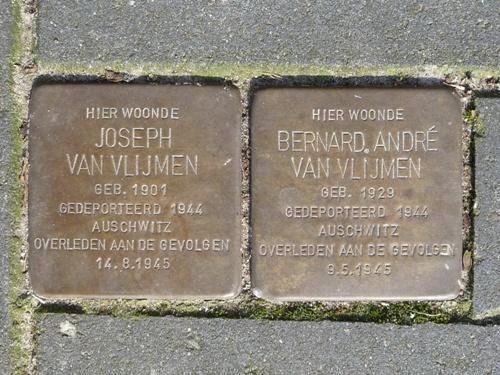 HIER WOONDE
JOSEPH
VAN VLIJMEN
GEB. 1901
GEDEPORTEERD 1944
AUSCHWITZ
OVERLEDEN AAN DE GEVOLGEN
14.8.1945
HIER WOONDE
BERNARD. ANDRÉ
VAN VLIJMEN
GEB. 1929
GEDEPORTEERD 1944
AUSCHWITZ
OVERLEDEN AAN DE GEVOLGEN
9.5.1945